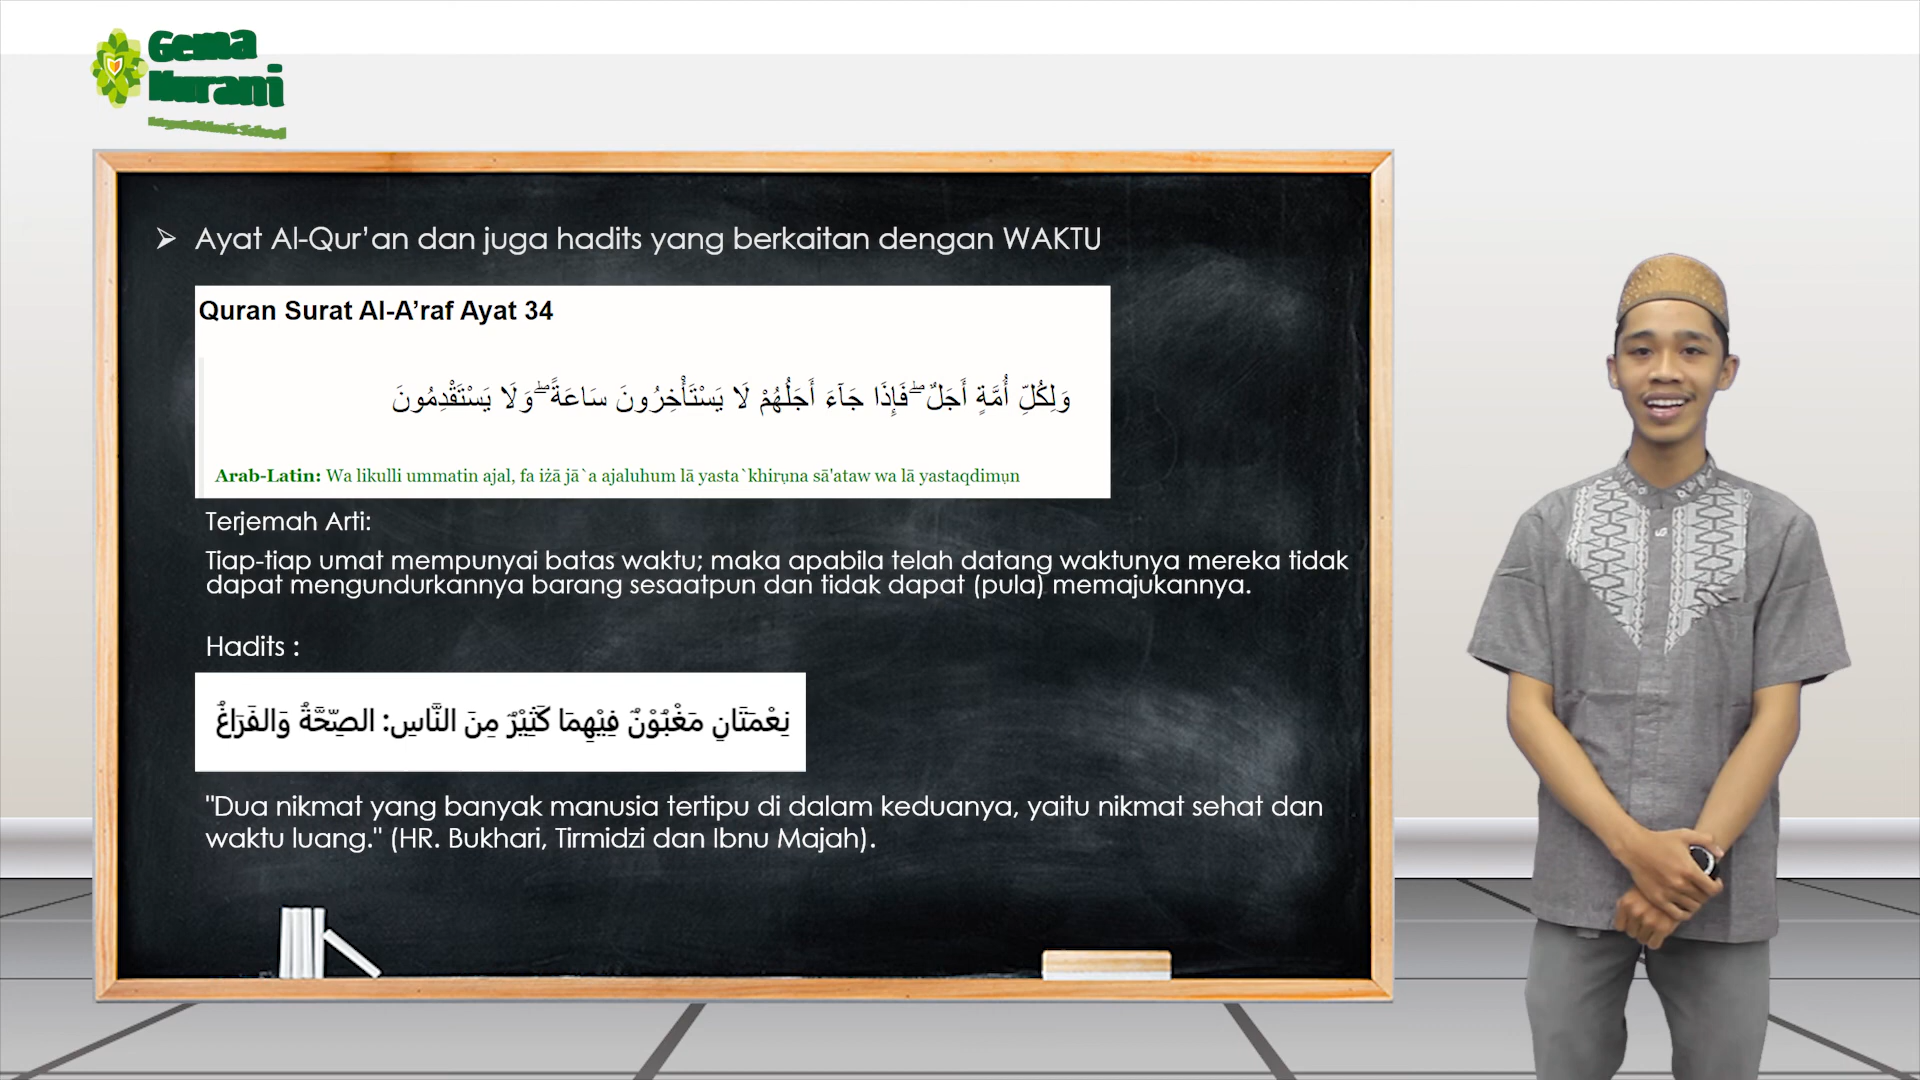 Gema
Nurani
➢ Ayat Al-Qur’an dan juga hadits yang berkaitan dengan WAKTU
Quran Surat Al-A’raf Ayat 34
وَلِكُلِّ أُمَّةٍ أَجَلٌ ۖ فَإِذَا جَآءَ أَجَلُهُمْ لَا يَسْتَأْخِرُونَ سَاعَةً ۖ وَلَا يَسْتَقْدِمُونَ
Arab-Latin: Wa likulli ummatin ajal, fa iżā jā`a ajaluhum lā yasta`khirụna sā'ataw wa lā yastaqdimụn
Terjemah Arti:
Tiap-tiap umat mempunyai batas waktu; maka apabila telah datang waktunya mereka tidak
dapat mengundurkannya barang sesaatpun dan tidak dapat (pula) memajukannya.
Hadits :
نِعْمَتَانِ مَغْبُوْنٌ فِيْهِمَا كَثِيْرٌ مِنَ النَّاسِ: الصِّحَّةُ وَالفَرَاغُ
"Dua nikmat yang banyak manusia tertipu di dalam keduanya, yaitu nikmat sehat dan
waktu luang." (HR. Bukhari, Tirmidzi dan Ibnu Majah).